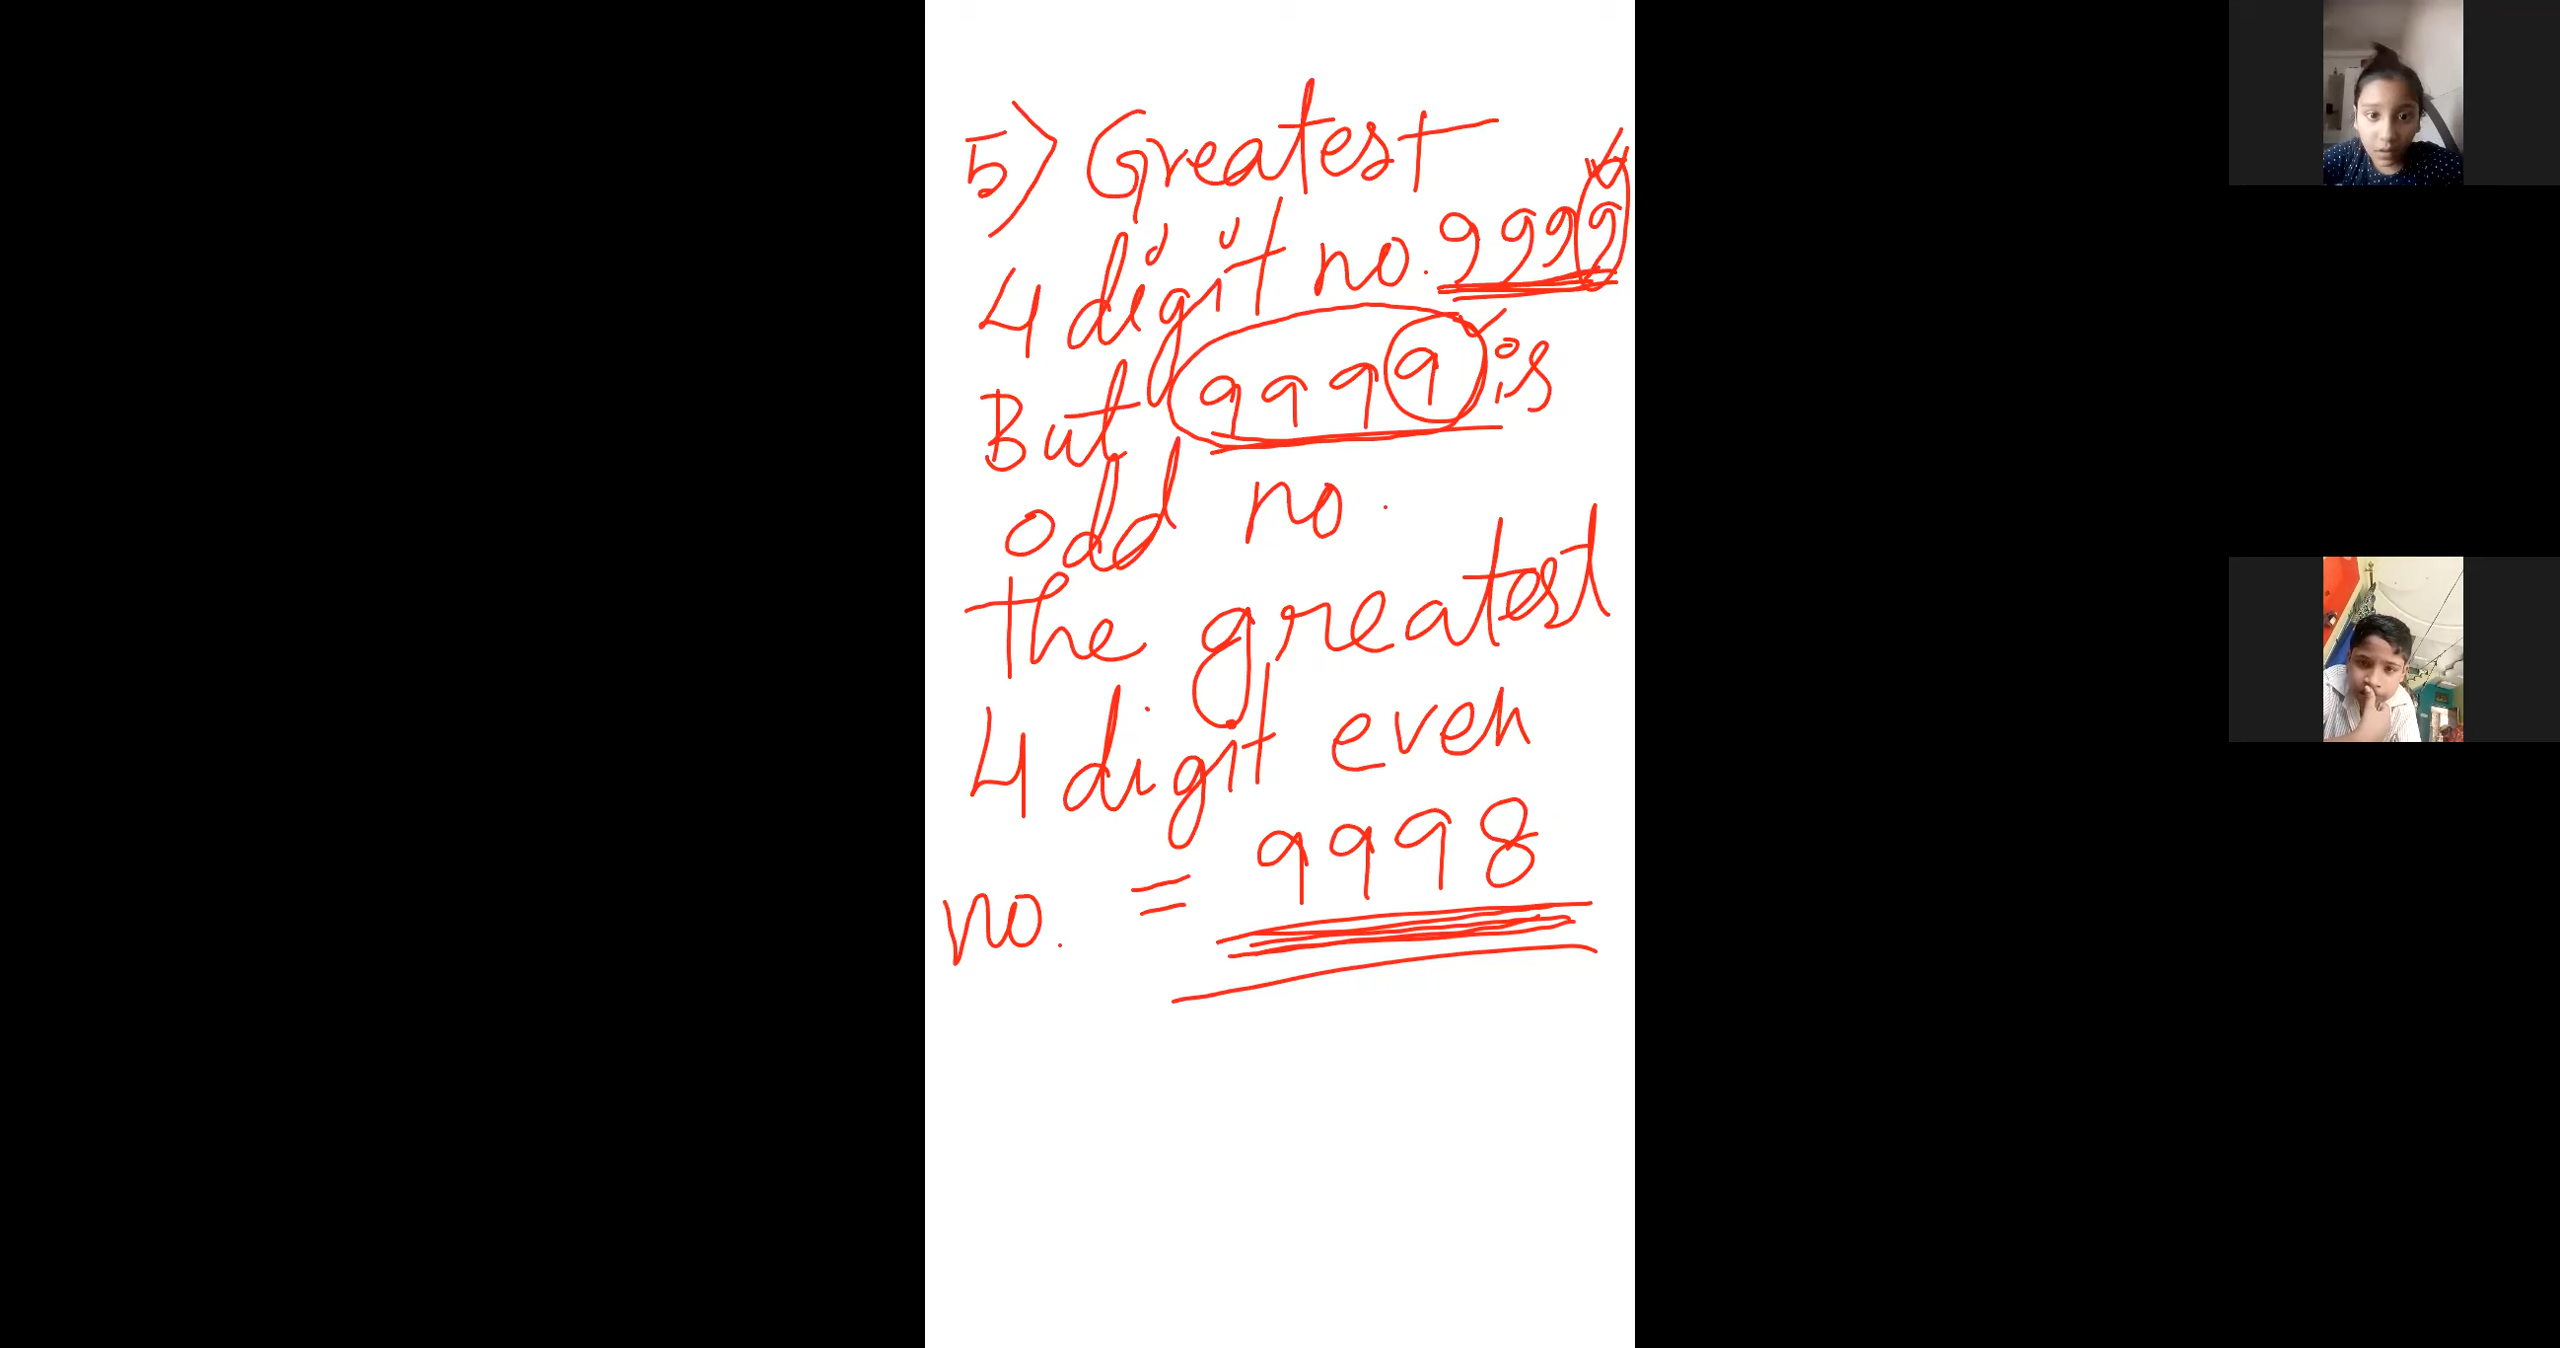 5) Greatest
4 digit no. 9999
But 9999 is
odd no.
The greatest
4 digit even
no. = 9998